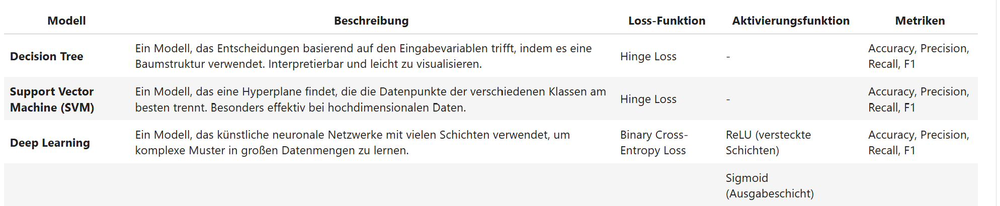 Modell Beschreibung Loss-Funktion Aktivierungsfunktion Metriken
Decision Tree
Ein Modell, das Entscheidungen basierend auf den Eingabevariablen trifft, indem es eine
Baumstruktur verwendet. Interpretierbar und leicht zu visualisieren.
Hinge Loss
-
Accuracy, Precision,
Recall, F1
Support Vector
Machine (SVM)
Ein Modell, das eine Hyperplane findet, die die Datenpunkte der verschiedenen Klassen am
besten trennt. Besonders effektiv bei hochdimensionalen Daten.
Hinge Loss
-
Accuracy, Precision,
Recall, F1
Deep Learning
Ein Modell, das künstliche neuronale Netzwerke mit vielen Schichten verwendet, um
komplexe Muster in großen Datenmengen zu lernen.
Binary Cross-
Entropy Loss
ReLU (versteckte
Schichten)
Accuracy, Precision,
Recall, F1
Sigmoid
(Ausgabeschicht)